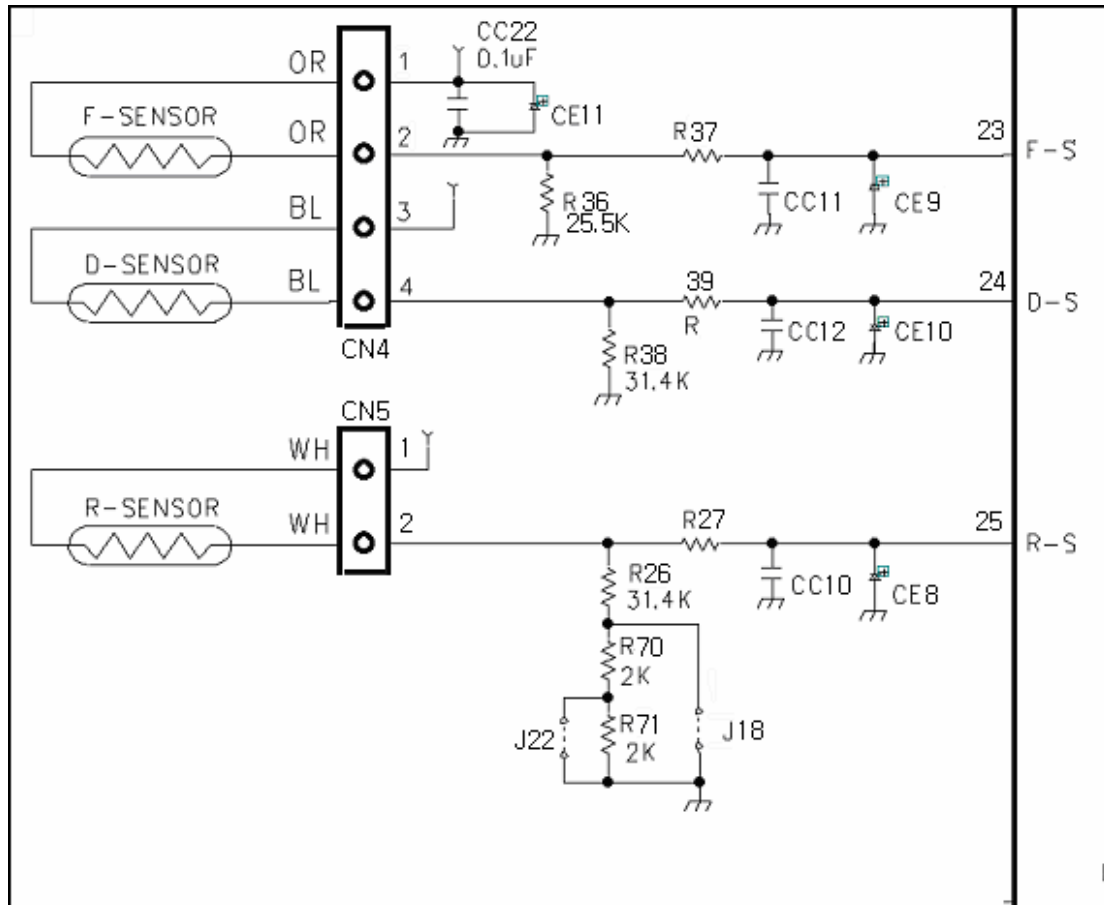 CC22
0.1uF
OR
1
F-SENSOR
CE11
OR
2
R37
23
F-S
BL
3
R36
25.5K
CC11
CE9
D-SENSOR
BL
4
39
R
24
D-S
CN4
R38
31.4K
CC12
CE10
CN5
WH
1
R-SENSOR
WH
2
R27
25
R-S
R26
31.4K
CC10
CE8
R70
2K
J22
R71
2K
J18